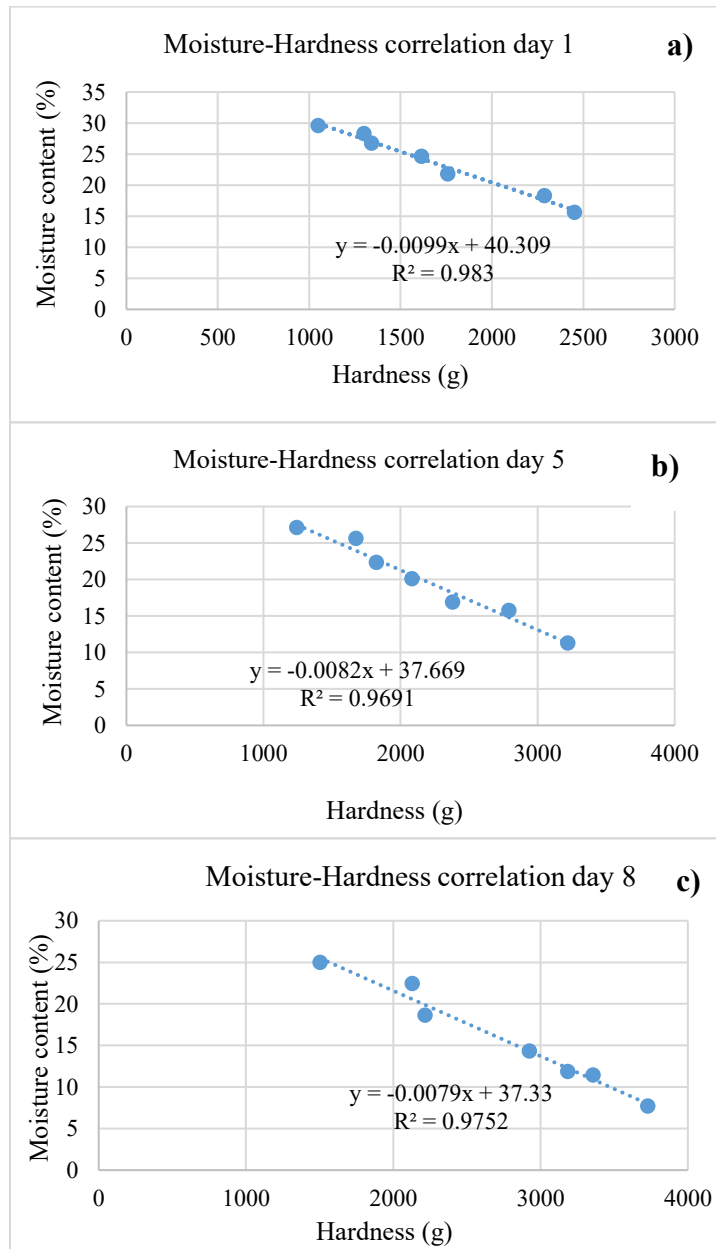 Moisture-Hardness correlation day 1
a)
Moisture content (%)
35
30
25
20
15
10
5
0
y = -0.0099x + 40.309
R² = 0.983
0 500 1000 1500 2000 2500 3000
Hardness (g)
Moisture-Hardness correlation day 5
b)
Moisture content (%)
30
25
20
15
10
5
0
y = -0.0082x + 37.669
R² = 0.9691
0 1000 2000 3000 4000
Hardness (g)
Moisture-Hardness correlation day 8
c)
Moisture content (%)
30
25
20
15
10
5
0
y = -0.0079x + 37.33
R² = 0.9752
0 1000 2000 3000 4000
Hardness (g)